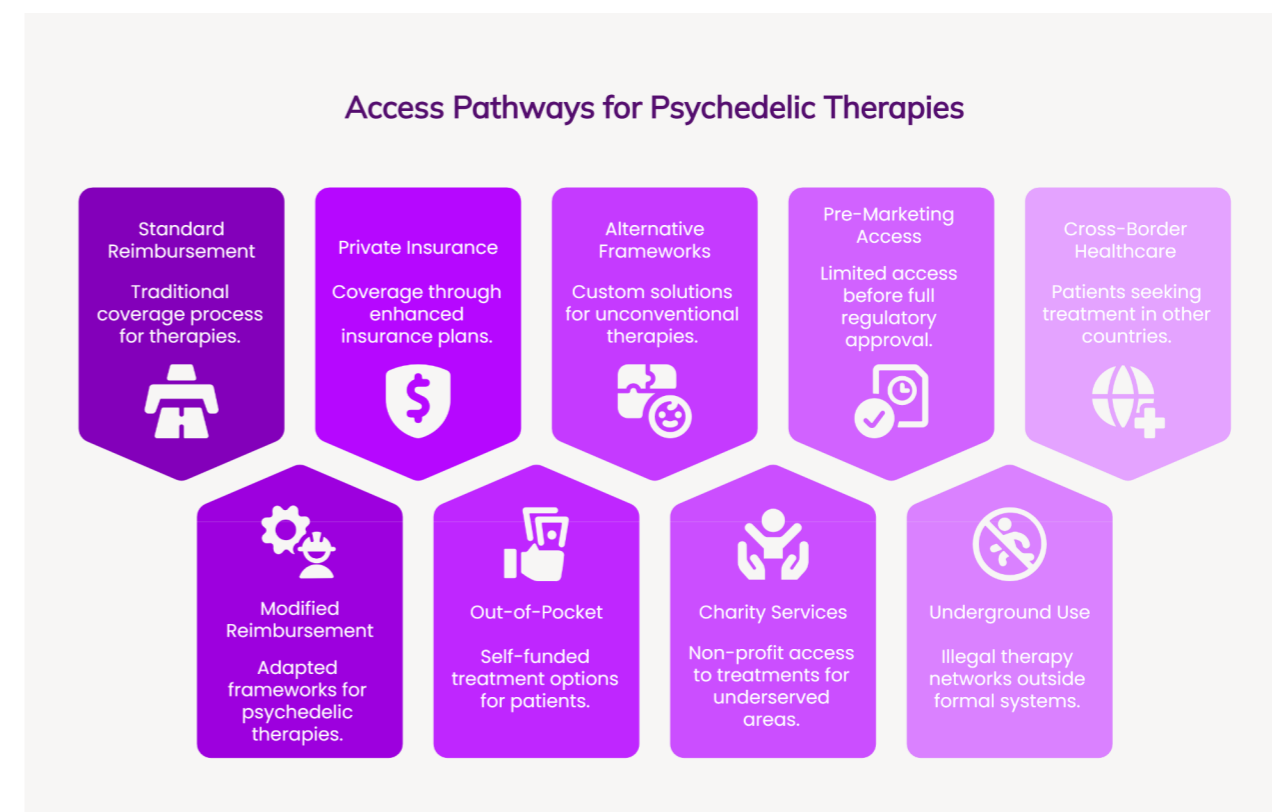 Access Pathways for Psychedelic Therapies
Standard
Reimbursement
Traditional
coverage process
for therapies.
Private Insurance
Coverage through
enhanced
insurance plans.
Alternative
Frameworks
Custom solutions
for unconventional
therapies.
Pre-Marketing
Access
Limited access
before full
regulatory
approval.
Cross-Border
Healthcare
Patients seeking
treatment in other
countries.
Modified
Reimbursement
Adapted
frameworks for
psychedelic
therapies.
Out-of-Pocket
Self-funded
treatment options
for patients.
Charity Services
Non-profit access
to treatments for
underserved
areas.
Underground Use
Illegal therapy
networks outside
formal systems.